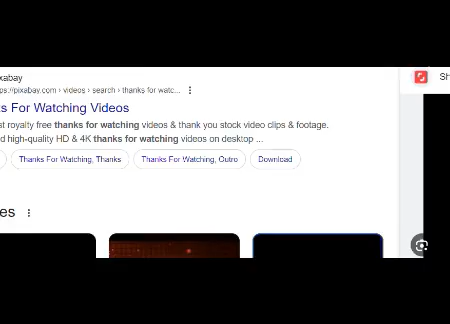 xabay
ps://pixabay.com › videos › search › thanks for watc...
s For Watching Videos
st royalty free thanks for watching videos & thank you stock video clips & footage.
d high-quality HD & 4K thanks for watching videos on desktop ...
Thanks For Watching, Thanks
Thanks For Watching, Outro
Download
es
Sh